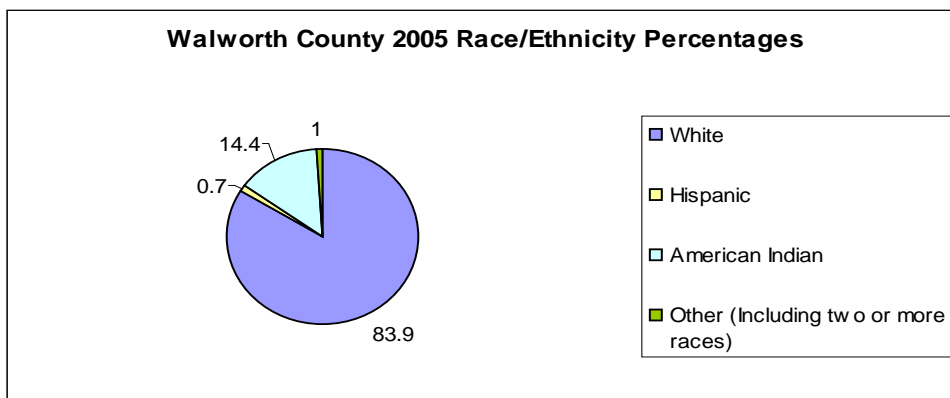 Walworth County 2005 Race/Ethnicity Percentages
1
14.4
0.7
83.9
White
Hispanic
American Indian
Other (Including two or more
races)